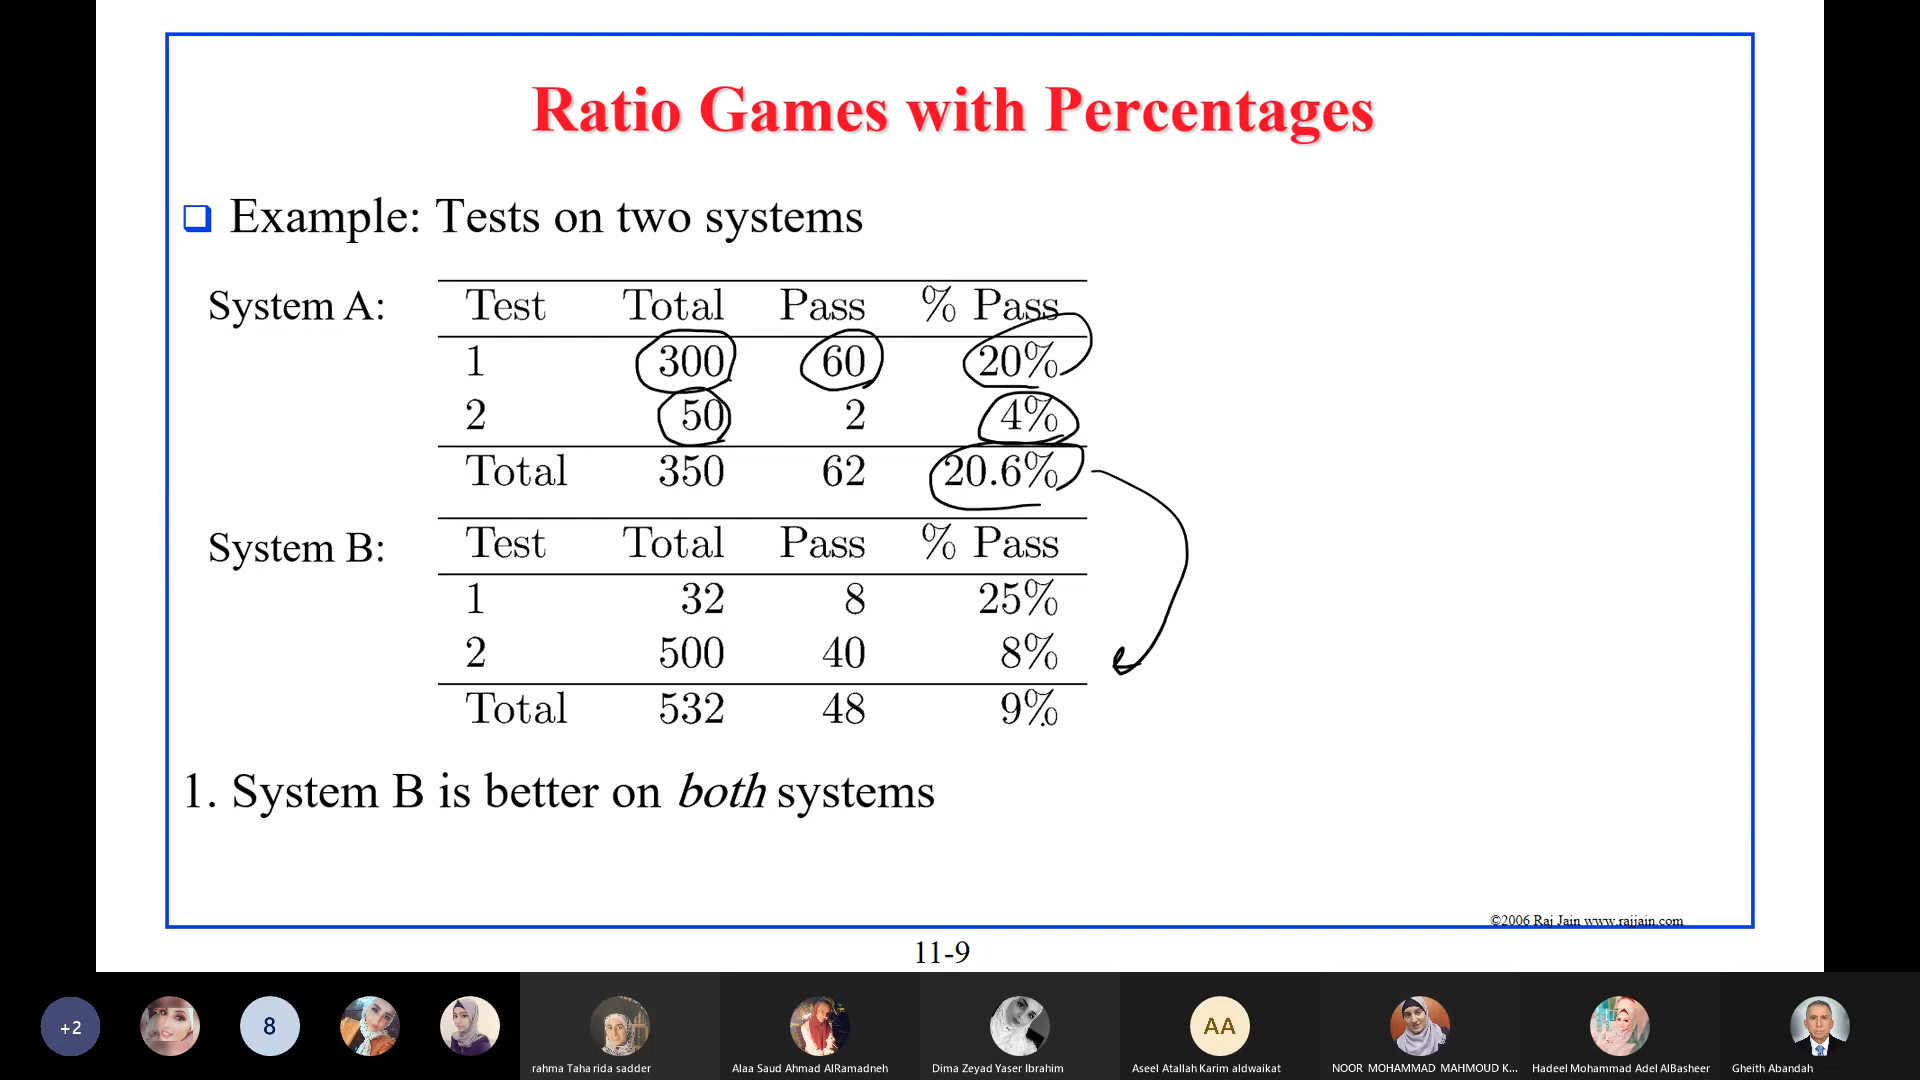 Ratio Games with Percentages
Example: Tests on two systems
System A:
Test Total Pass % Pass
1 300 60 20%
2 50 2 4%
Total 350 62 20.6%
System B:
Test Total Pass % Pass
1 32 8 25%
2 500 40 8%
Total 532 48 9%
1. System B is better on both systems
©2006 Raj Jain www.rajjain.com
11-9
+2
8
AA
rahma Taha rida sadder
Alaa Saud Ahmad AlRamadneh
Dima Zeyad Yaser Ibrahim
Aseel Atallah Karim aldwaikat
NOOR MOHAMMAD MAHMOUD K...
Hadeel Mohammad Adel AlBasheer
Gheith Abandah